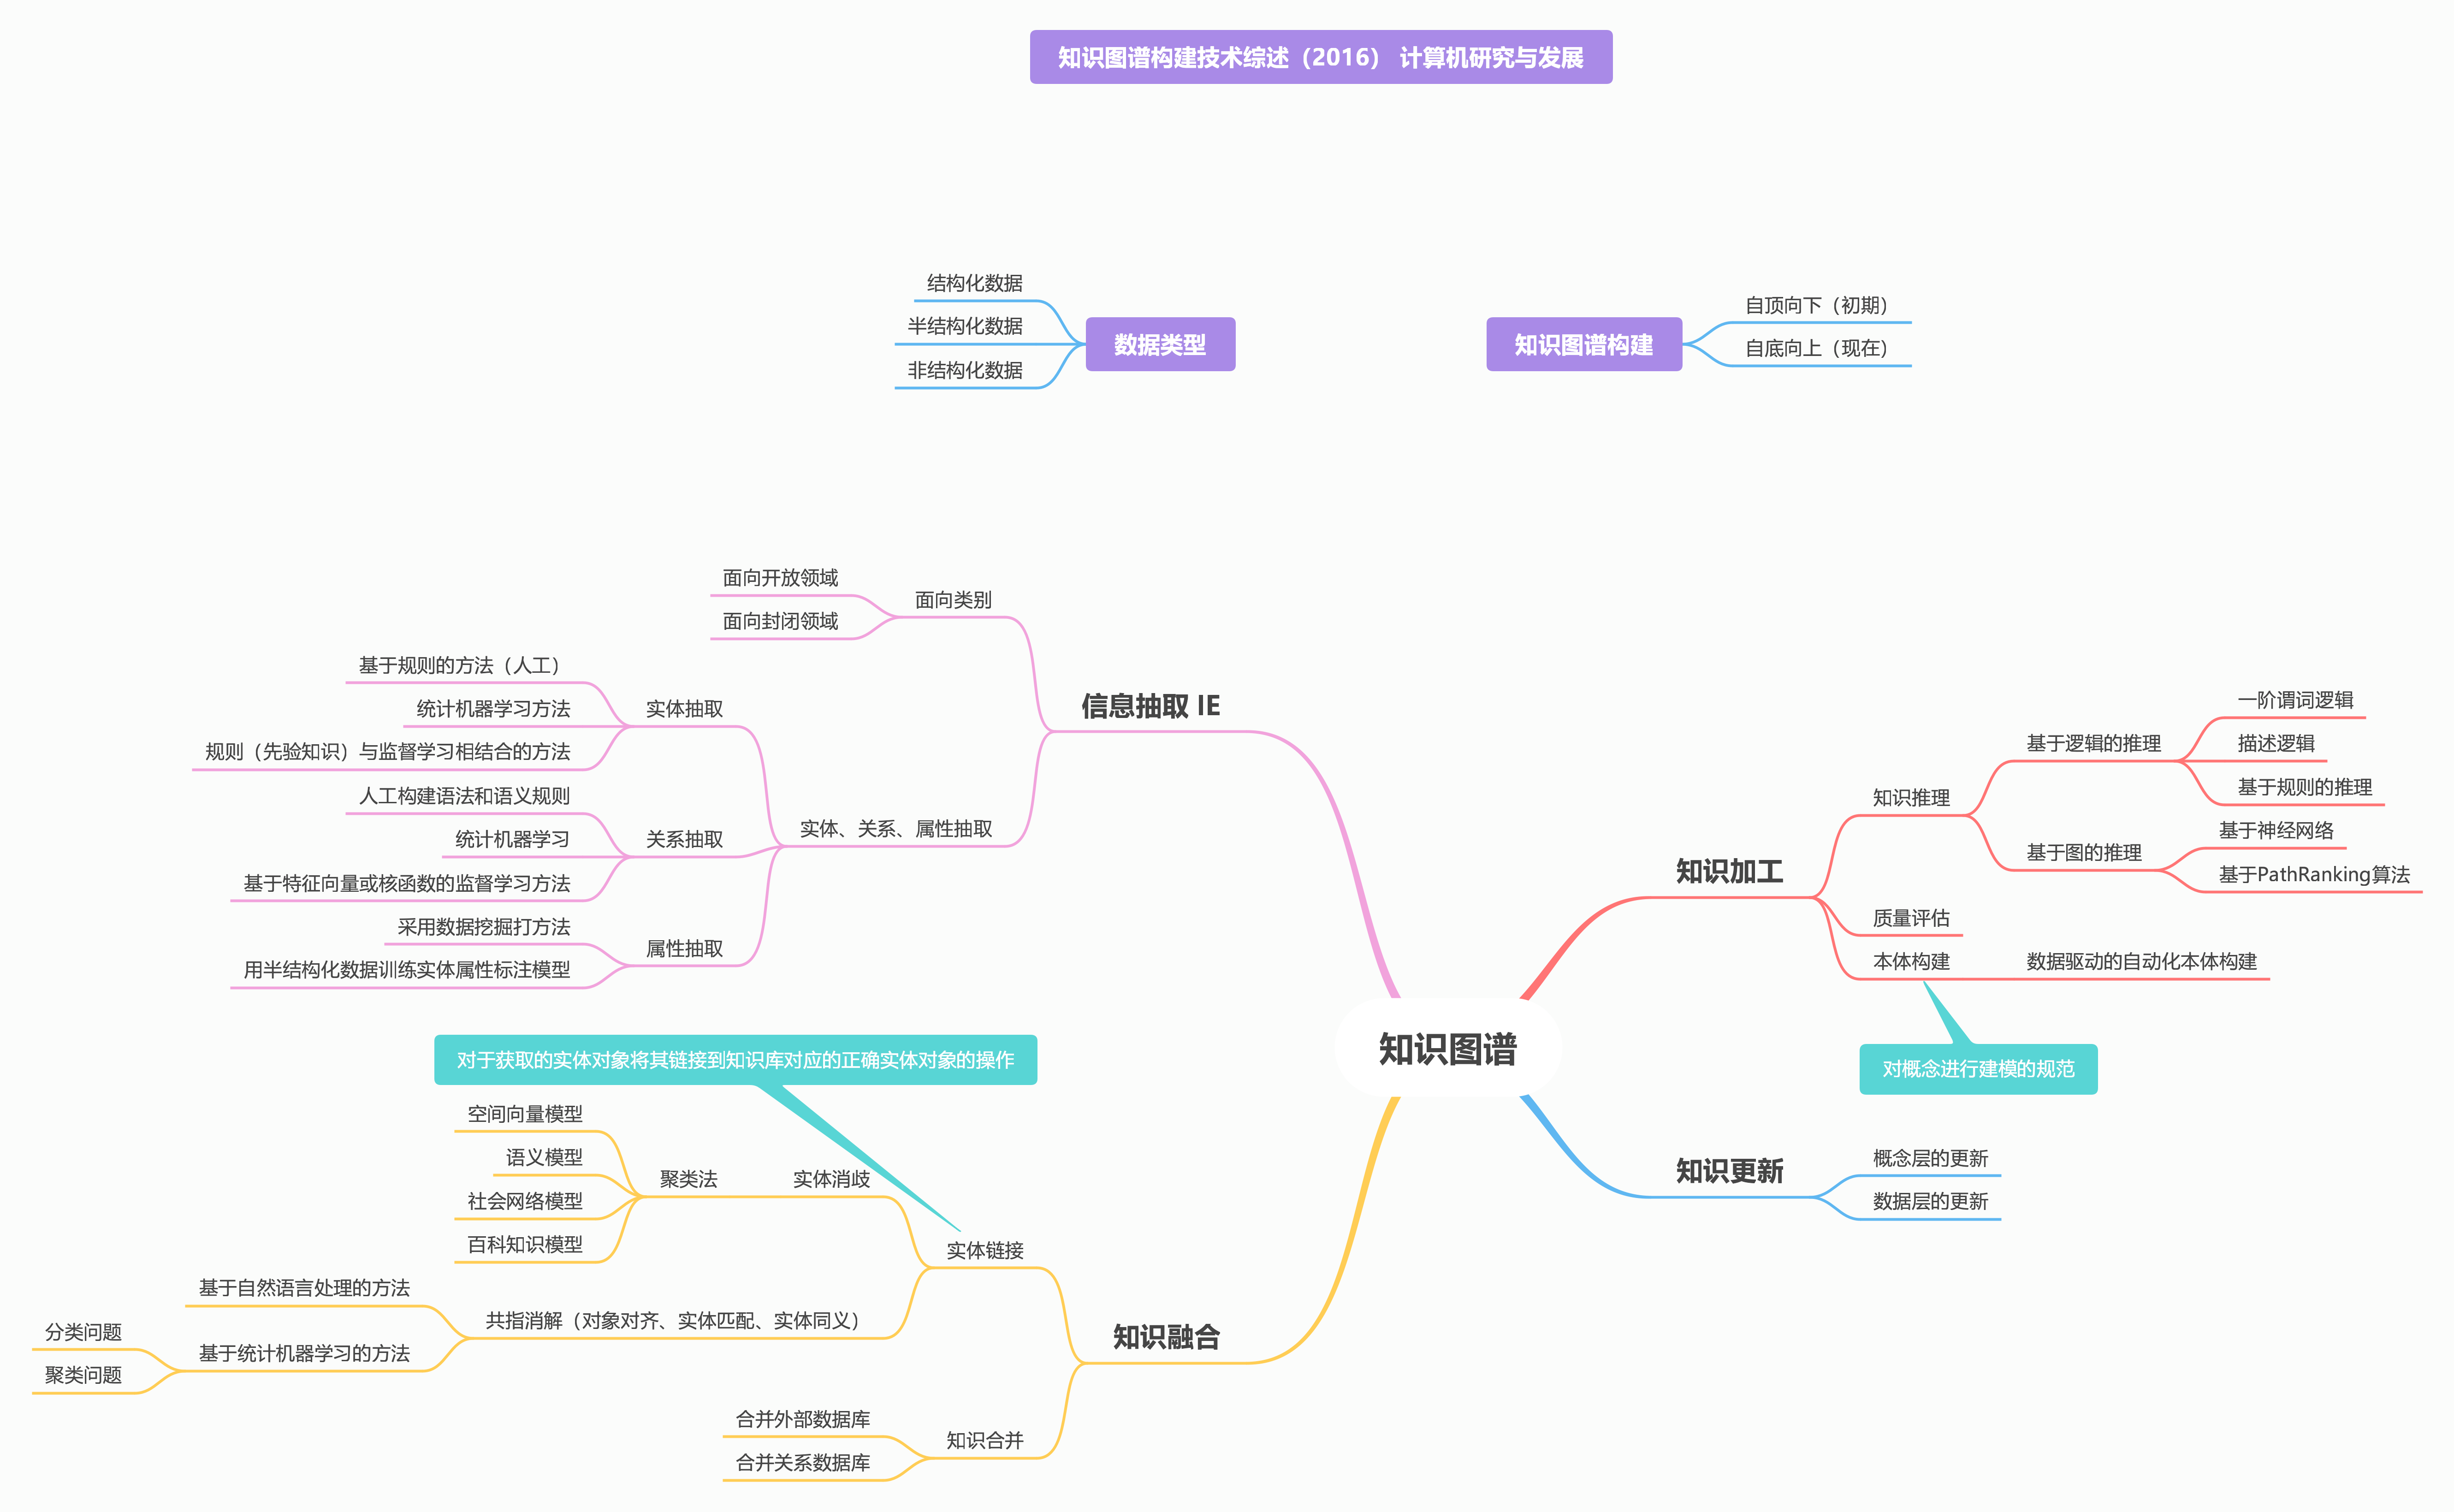 知识图谱构建技术综述（2016） 计算机研究与发展
结构化数据
半结构化数据
非结构化数据
数据类型
知识图谱构建
自顶向下（初期）
自底向上（现在）
面向开放领域
面向封闭领域
面向类别
基于规则的方法（人工）
统计机器学习方法
规则（先验知识）与监督学习相结合的方法
实体抽取
人工构建语法和语义规则
统计机器学习
基于特征向量或核函数的监督学习方法
关系抽取
采用数据挖掘打方法
用半结构化数据训练实体属性标注模型
属性抽取
实体、关系、属性抽取
信息抽取 IE
知识图谱
知识加工
知识推理
基于逻辑的推理
一阶谓词逻辑
描述逻辑
基于规则的推理
基于图的推理
基于神经网络
基于PathRanking算法
质量评估
本体构建
数据驱动的自动化本体构建
对概念进行建模的规范
知识更新
概念层的更新
数据层的更新
对于获取的实体对象将其链接到知识库对应的正确实体对象的操作
空间向量模型
语义模型
社会网络模型
百科知识模型
聚类法
实体消歧
实体链接
基于自然语言处理的方法
分类问题
聚类问题
基于统计机器学习的方法
共指消解（对象对齐、实体匹配、实体同义）
知识融合
合并外部数据库
合并关系数据库
知识合并